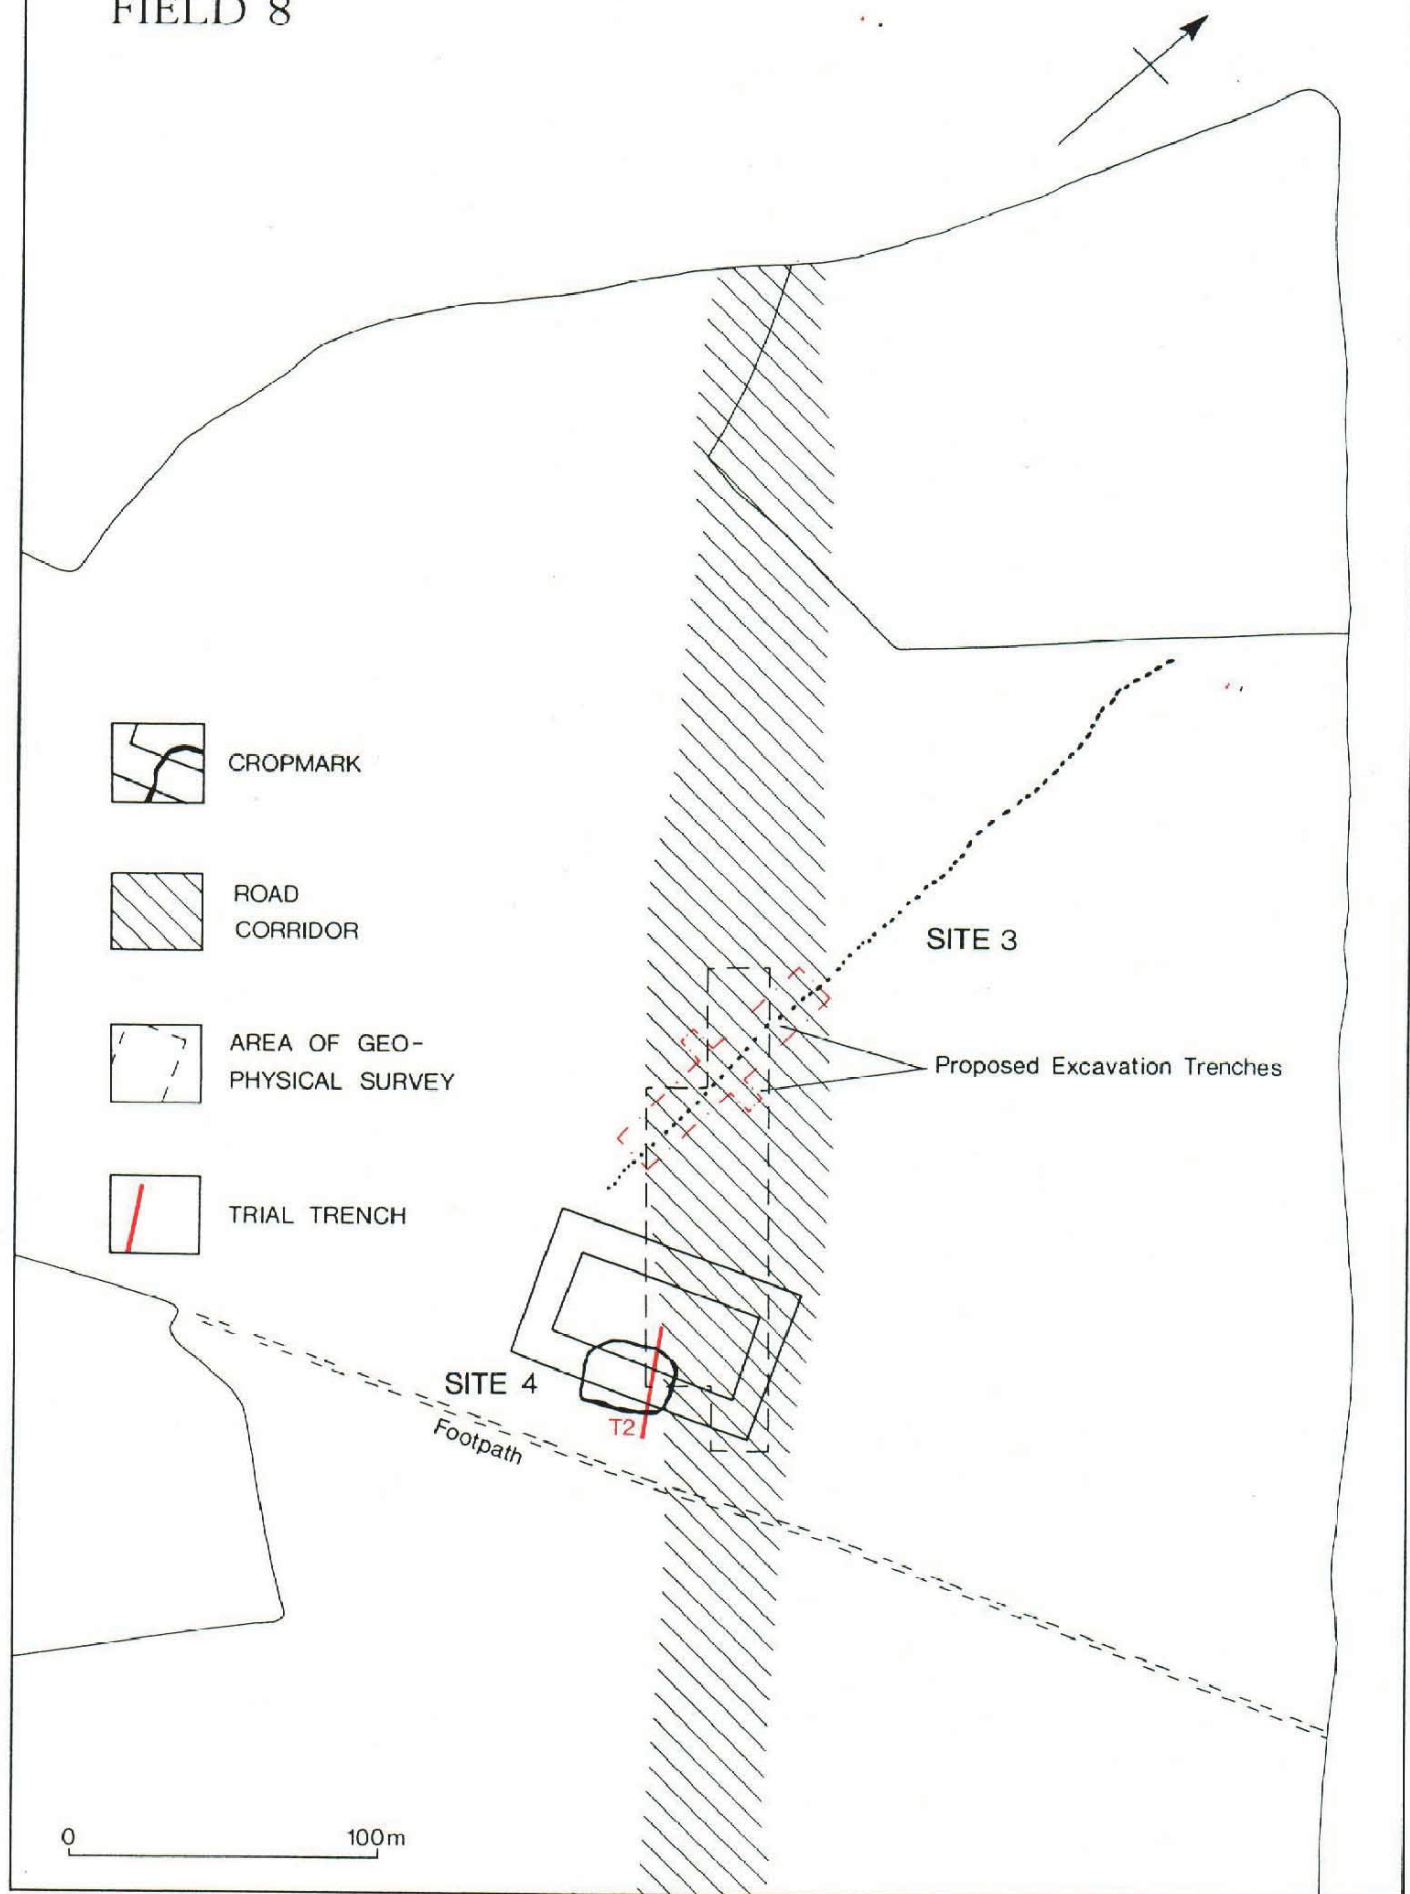 FIELD 8
CROPMARK
ROAD
CORRIDOR
SITE 3
AREA OF GEO-
PHYSICAL SURVEY
Proposed Excavation Trenches
TRIAL TRENCH
SITE 4
T2
Footpath
0 100m